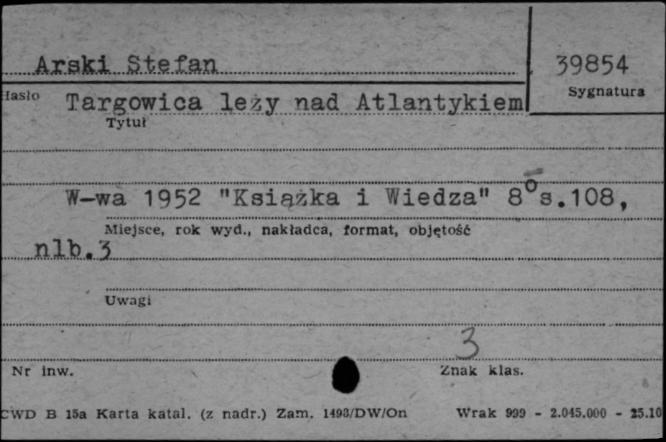 Arski Stefan
39854
Hasło
Sygnatura
Targowica leży nad Atlantykiem
Tytuł
W-wa 1952 "Książka i Wiedza" 8° s.108,
Miejsce, rok wyd., nakładca, format, objętość
nlb.3
Uwagi
3
Nr inw.
Znak klas.
CWD B 15a Karta katal. (z nadr.) Zam. 1493/DW/On Wrak 999 - 2.045.000 - 25.10